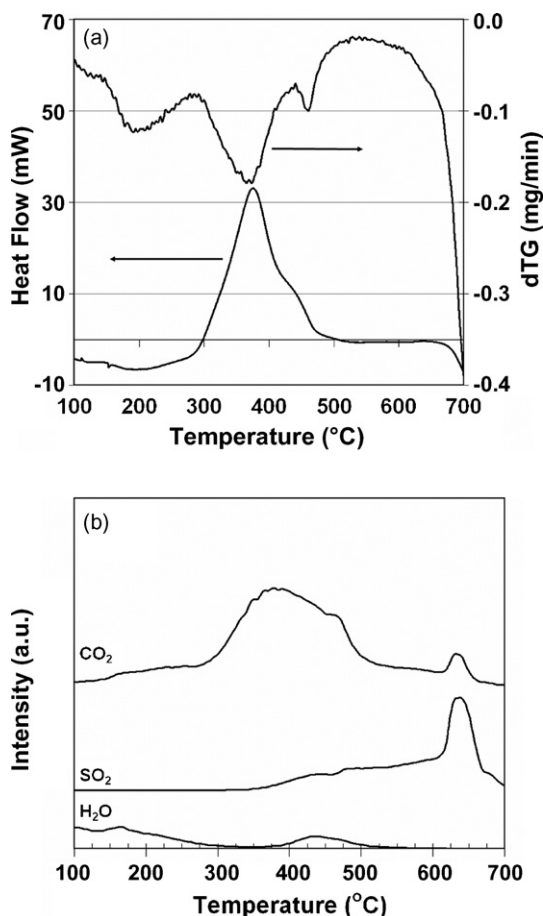 (a)
70
50
30
10
-10
Heat Flow (mW)
0.0
-0.1
-0.2
-0.3
-0.4
dTG (mg/min)
100 200 300 400 500 600 700
Temperature (°C)
(b)
CO2
SO2
H2O
Intensity (a.u.)
100 200 300 400 500 600 700
Temperature (°C)